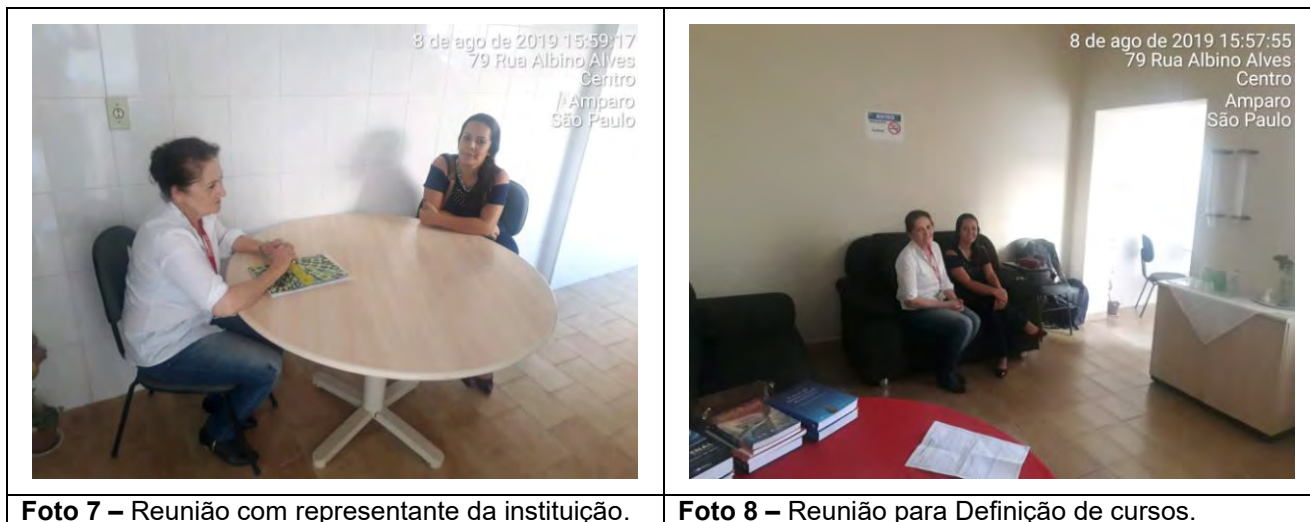 8 de ago de 2019 15:59:17
79 Rua Albino Alves
Centro
Amparo
São Paulo
8 de ago de 2019 15:57:55
79 Rua Albino Alves
Centro
Amparo
São Paulo
Foto 7 – Reunião com representante da instituição.
Foto 8 – Reunião para Definição de cursos.